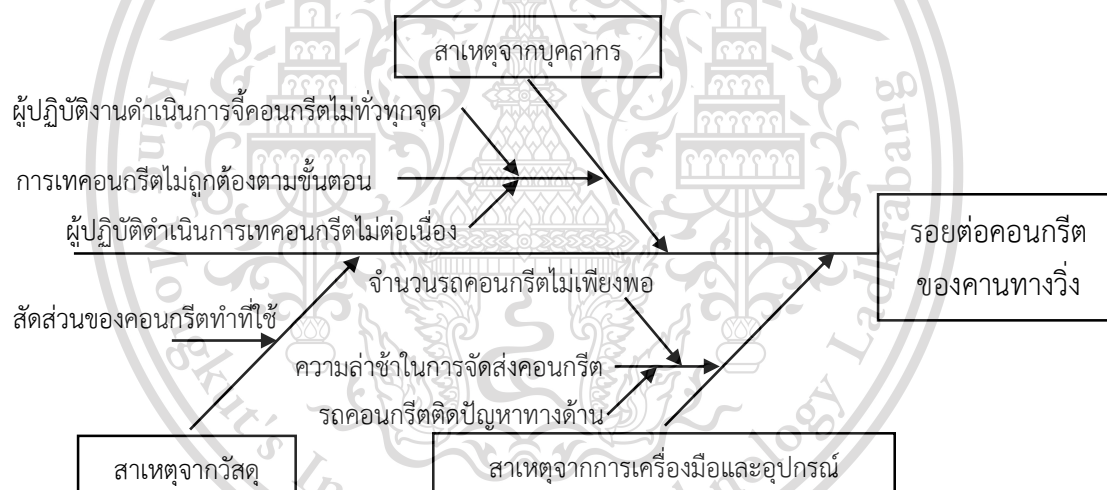 สาเหตุจากบุคลากร
ผู้ปฏิบัติงานดำเนินการจี้คอนกรีตไม่ทั่วทุกจุด
การเทคอนกรีตไม่ถูกต้องตามขั้นตอน
ผู้ปฏิบัติดำเนินการเทคอนกรีตไม่ต่อเนื่อง
รอยต่อคอนกรีต
ของคานทางวิ่ง
จำนวนรถคอนกรีตไม่เพียงพอ
สัดส่วนของคอนกรีตทำที่ใช้
ความล่าช้าในการจัดส่งคอนกรีต
รถคอนกรีตติดปัญหาทางด้าน
สาเหตุจากวัสดุ
สาเหตุจากการเครื่องมือและอุปกรณ์
King Mongkut's In nology Ladkrabang